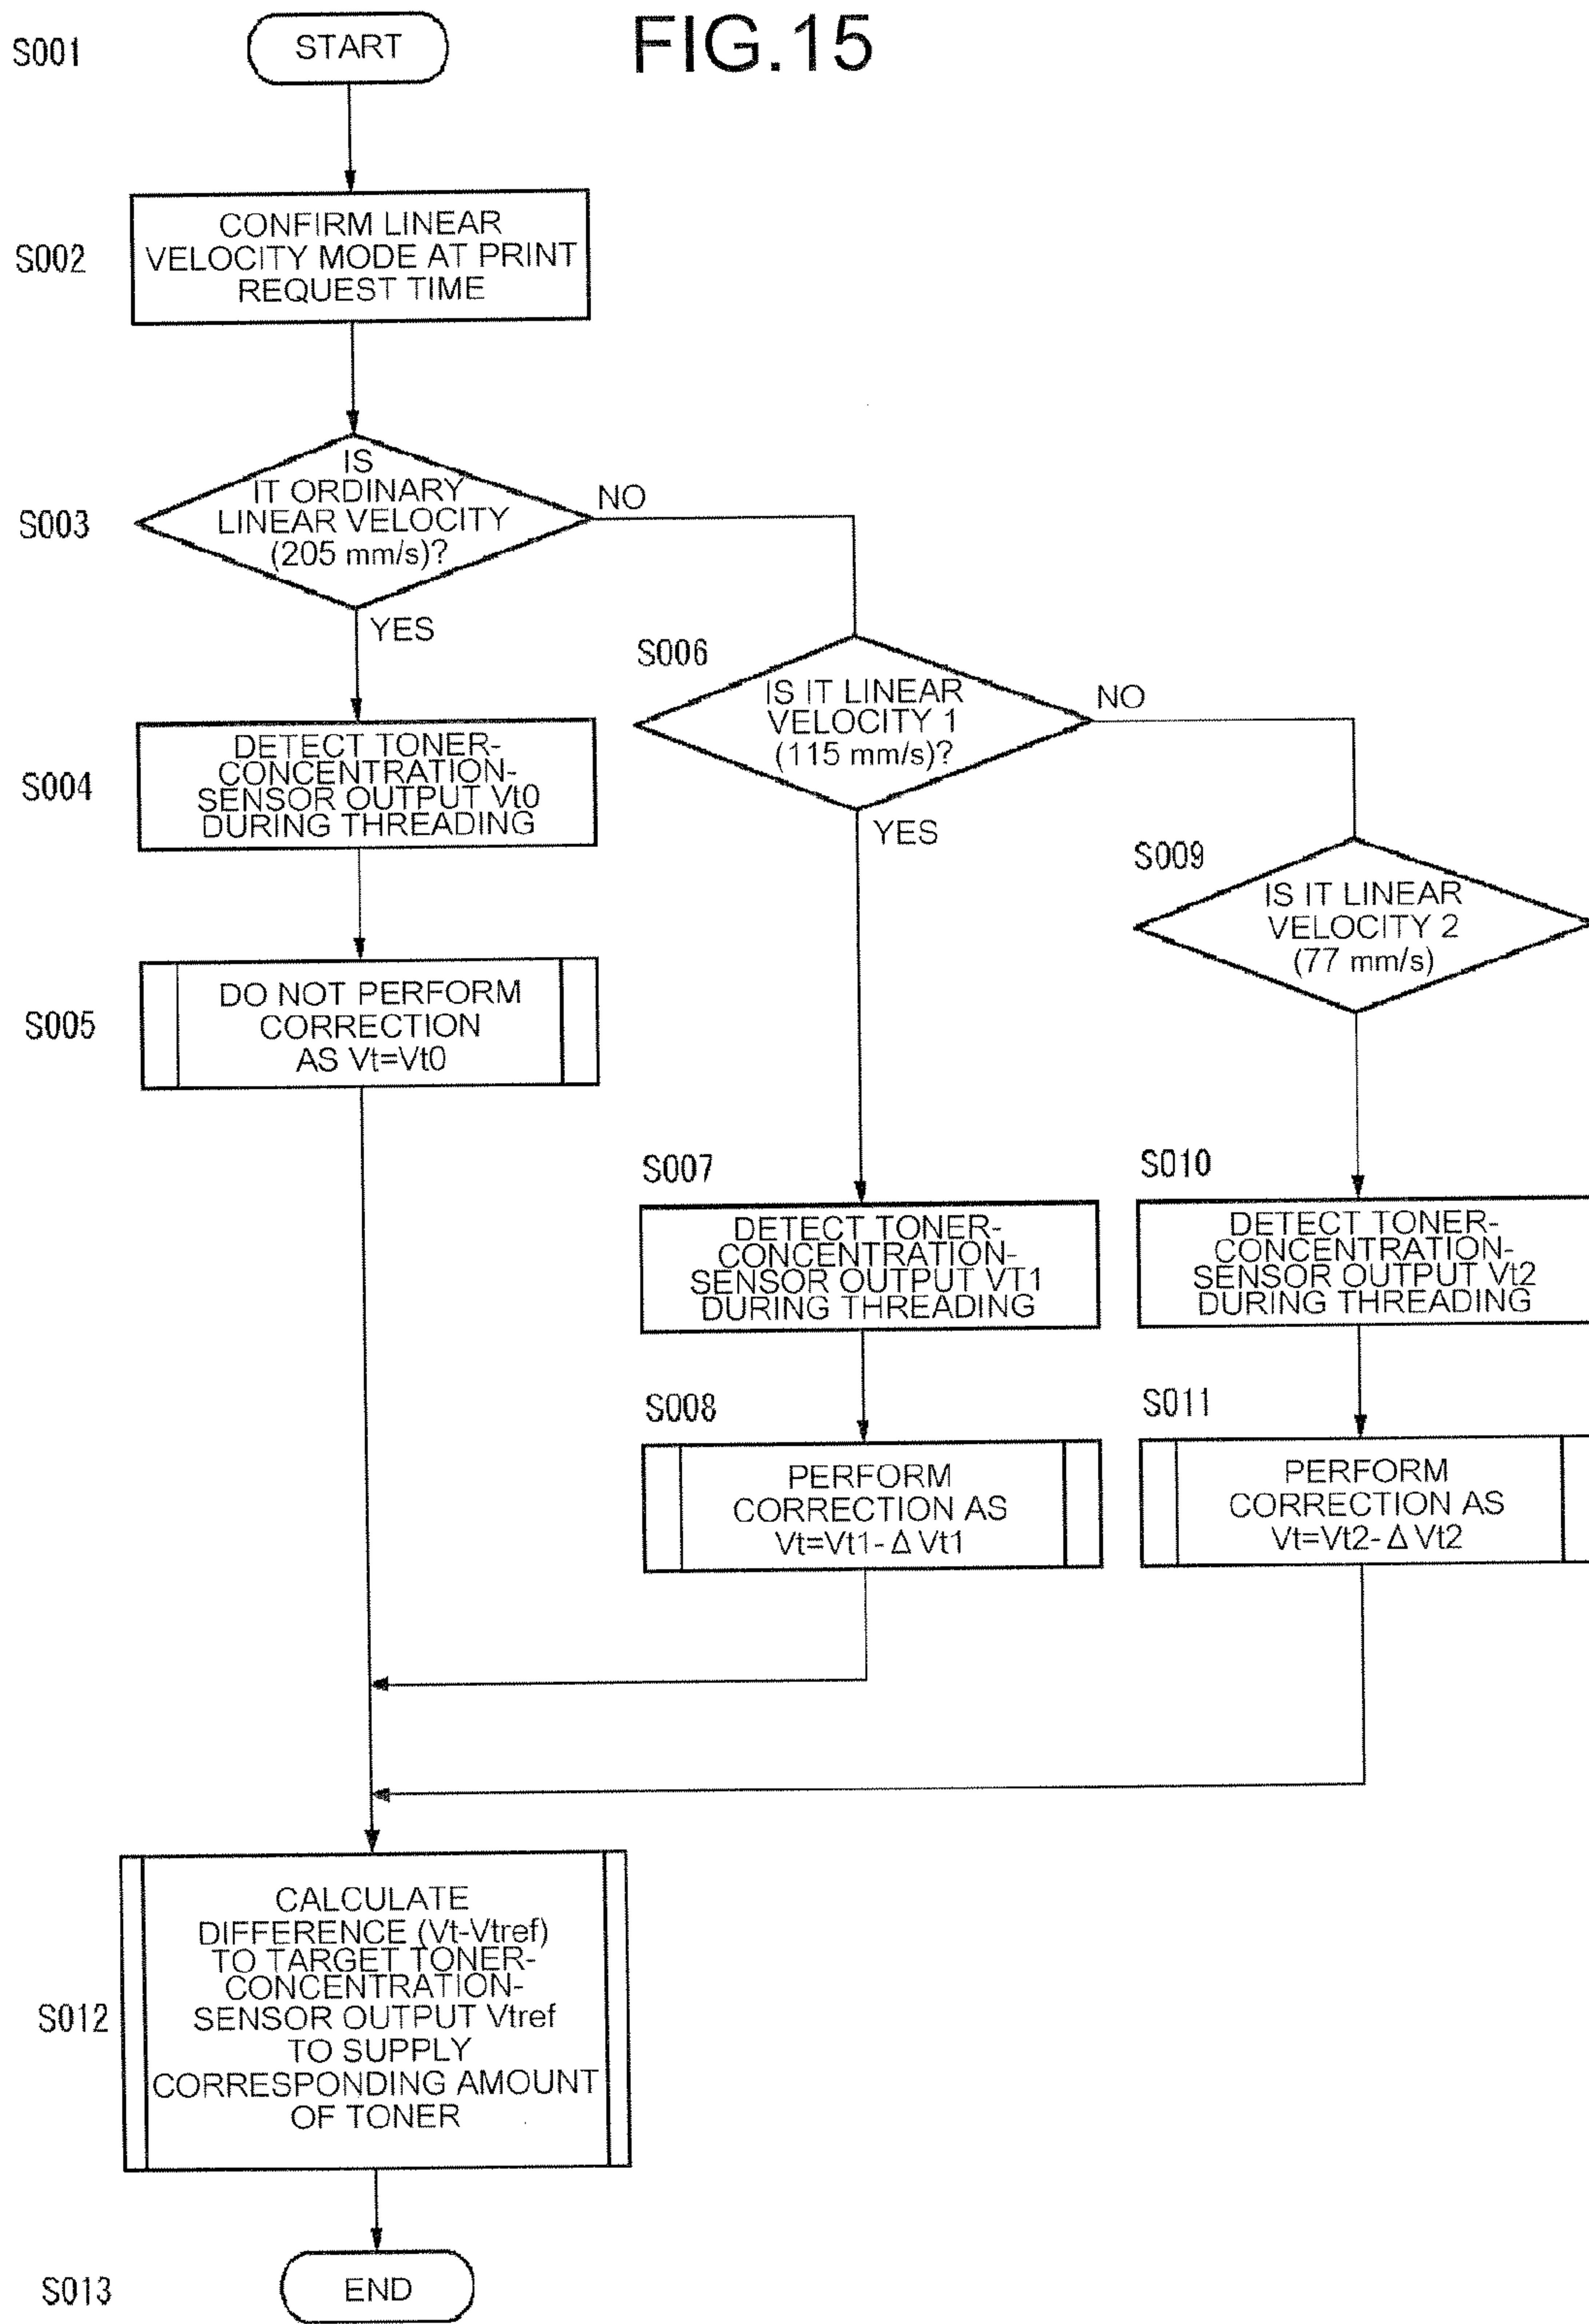 FIG.15
S001
START
S002
CONFIRM LINEAR
VELOCITY MODE AT PRINT
REQUEST TIME
S003
IS
IT ORDINARY
LINEAR VELOCITY
(205 mm/s)?
NO
YES
S004
DETECT TONER-
CONCENTRATION-
SENSOR OUTPUT Vt0
DURING THREADING
S005
DO NOT PERFORM
CORRECTION
AS Vt=Vt0
S006
IS IT LINEAR
VELOCITY 1
(115 mm/s)?
NO
YES
S007
DETECT TONER-
CONCENTRATION-
SENSOR OUTPUT VT1
DURING THREADING
S008
PERFORM
CORRECTION AS
Vt=Vt1-Δ Vt1
S009
IS IT LINEAR
VELOCITY 2
(77 mm/s)
S010
DETECT TONER-
CONCENTRATION-
SENSOR OUTPUT Vt2
DURING THREADING
S011
PERFORM
CORRECTION AS
Vt=Vt2-Δ Vt2
S012
CALCULATE
DIFFERENCE (Vt-Vtref)
TO TARGET TONER-
CONCENTRATION-
SENSOR OUTPUT Vtref
TO SUPPLY
CORRESPONDING AMOUNT
OF TONER
S013
END